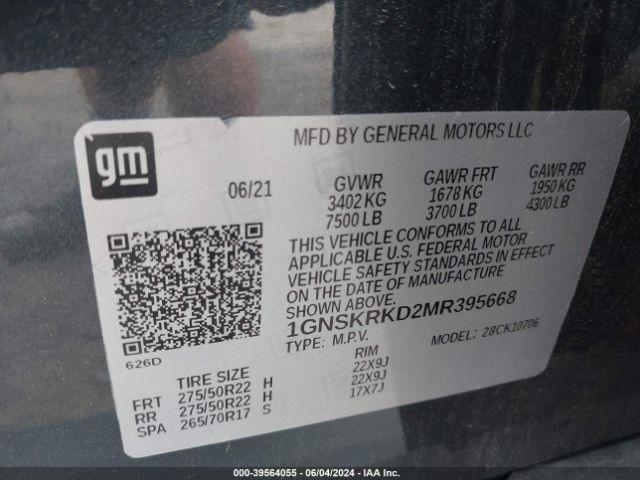 gm
MFD BY GENERAL MOTORS LLC
06/21 GVWR GAWR FRT GAWR RR
3402 KG 1678 KG 1950 KG
7500 LB 3700 LB 4300 LB
THIS VEHICLE CONFORMS TO ALL
APPLICABLE U.S. FEDERAL MOTOR
VEHICLE SAFETY STANDARDS IN EFFECT
ON THE DATE OF MANUFACTURE
SHOWN ABOVE.
1GNSKRKD2MR395668
TYPE: M.P.V. MODEL: 28CK10706
626D
TIRE SIZE RIM
FRT 275/50R22 H 22X9J
RR 275/50R22 H 22X9J
SPA 265/70R17 S 17X7J
000-39564055 - 06/04/2024 - IAA Inc.